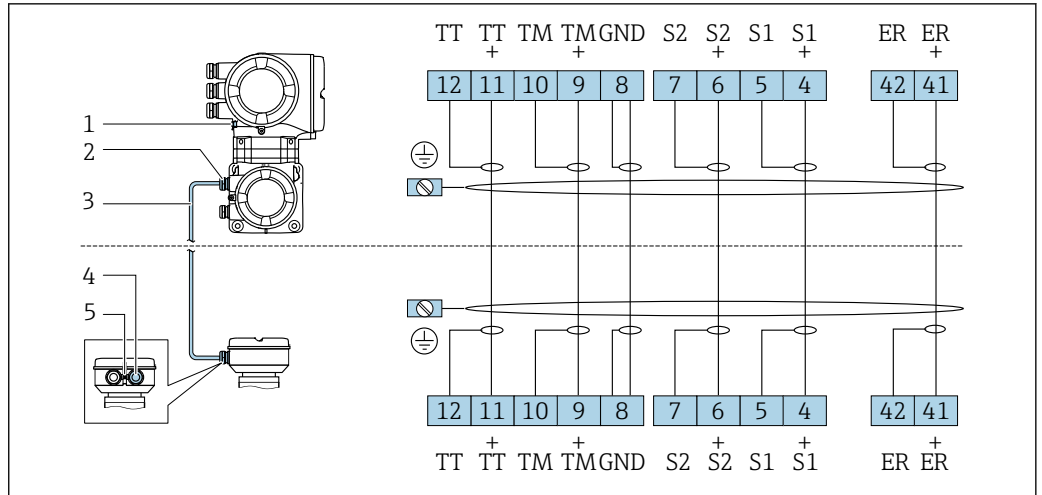 TT TT TM TM GND S2 S2 S1 S1 ER ER
+ + + + +
12 11 10 9 8 7 6 5 4 42 41
1
2
3
4
5
12 11 10 9 8 7 6 5 4 42 41
+ + + + +
TT TT TM TM GND S2 S2 S1 S1 ER ER